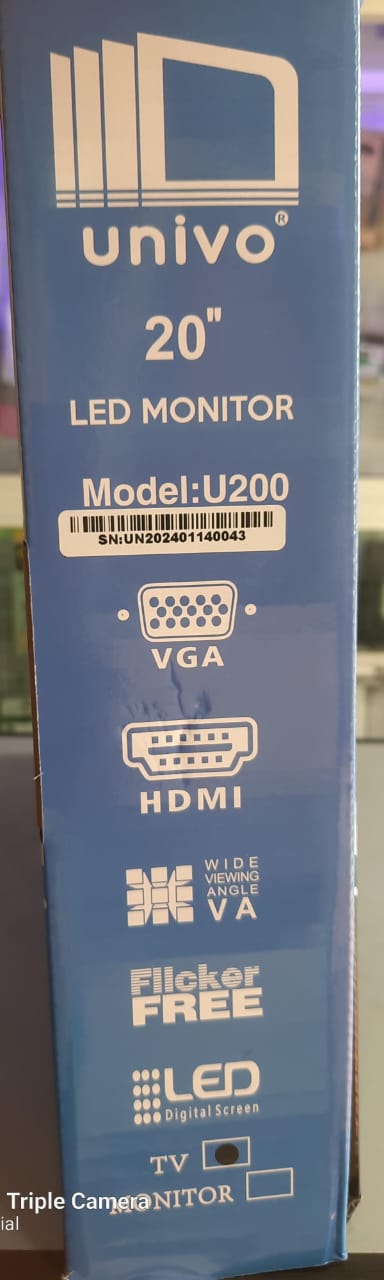 univo®
20"
LED MONITOR
Model:U200
SN:UN202401140043
VGA
HDMI
WIDE
VIEWING
ANGLE
VA
Flicker
FREE
LED
Digital Screen
TV
MONITOR
Triple Camera
ial